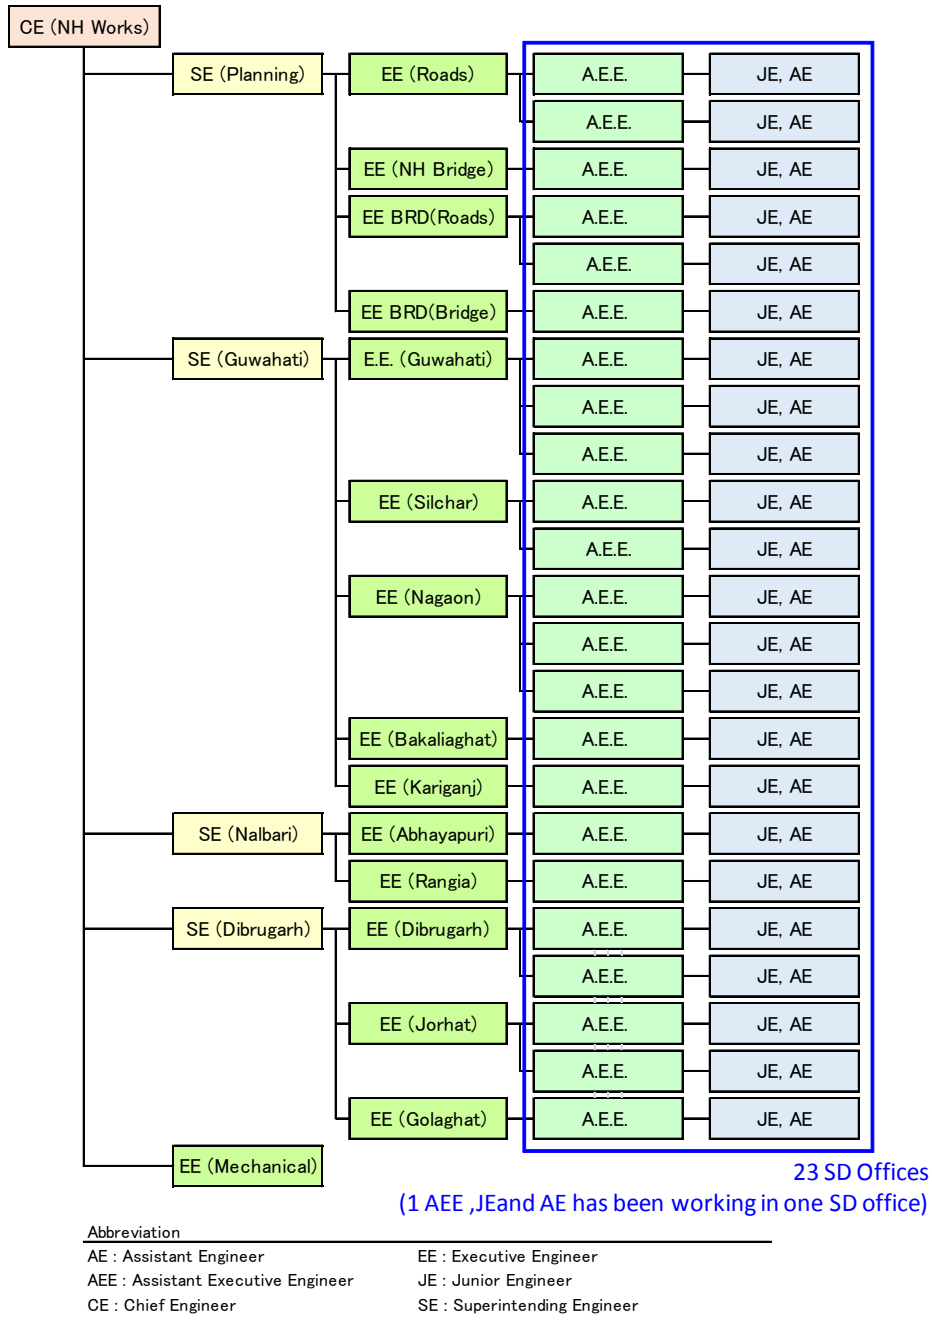 CE (NH Works)
SE (Planning) EE (Roads) A.E.E. JE, AE
A.E.E. JE, AE
EE (NH Bridge) A.E.E. JE, AE
EE BRD(Roads) A.E.E. JE, AE
A.E.E. JE, AE
EE BRD(Bridge) A.E.E. JE, AE
SE (Guwahati) E.E. (Guwahati) A.E.E. JE, AE
A.E.E. JE, AE
A.E.E. JE, AE
EE (Silchar) A.E.E. JE, AE
A.E.E. JE, AE
EE (Nagaon) A.E.E. JE, AE
A.E.E. JE, AE
A.E.E. JE, AE
EE (Bakaliaghat) A.E.E. JE, AE
EE (Kariganj) A.E.E. JE, AE
SE (Nalbari) EE (Abhayapuri) A.E.E. JE, AE
EE (Rangia) A.E.E. JE, AE
SE (Dibrugarh) EE (Dibrugarh) A.E.E. JE, AE
A.E.E. JE, AE
EE (Jorhat) A.E.E. JE, AE
A.E.E. JE, AE
EE (Golaghat) A.E.E. JE, AE
EE (Mechanical)
23 SD Offices
(1 AEE ,JEand AE has been working in one SD office)
Abbreviation
AE : Assistant Engineer EE : Executive Engineer
AEE : Assistant Executive Engineer JE : Junior Engineer
CE : Chief Engineer SE : Superintending Engineer